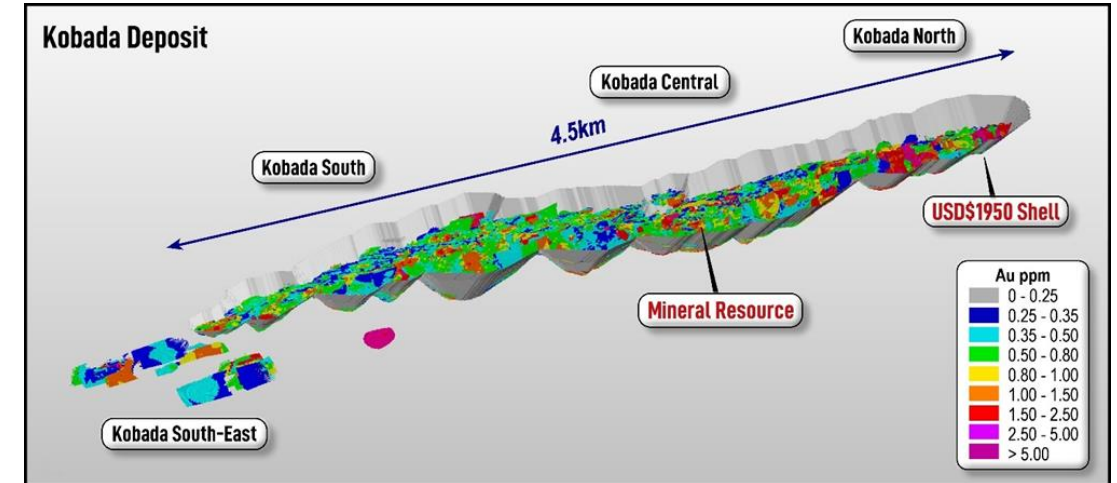 Kobada Deposit
Kobada North
Kobada Central
4.5km
Kobada South
USD$1950 Shell
Mineral Resource
Kobada South-East
Au ppm
0 - 0.25
0.25 - 0.35
0.35 - 0.50
0.50 - 0.80
0.80 - 1.00
1.00 - 1.50
1.50 - 2.50
2.50 - 5.00
> 5.00